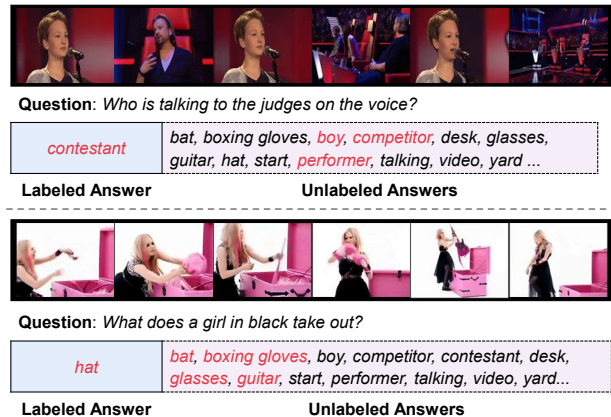 Question: Who is talking to the judges on the voice?
contestant
bat, boxing gloves, boy, competitor, desk, glasses,
guitar, hat, start, performer, talking, video, yard ...
Labeled Answer
Unlabeled Answers
Question: What does a girl in black take out?
hat
bat, boxing gloves, boy, competitor, contestant, desk,
glasses, guitar, start, performer, talking, video, yard...
Labeled Answer
Unlabeled Answers